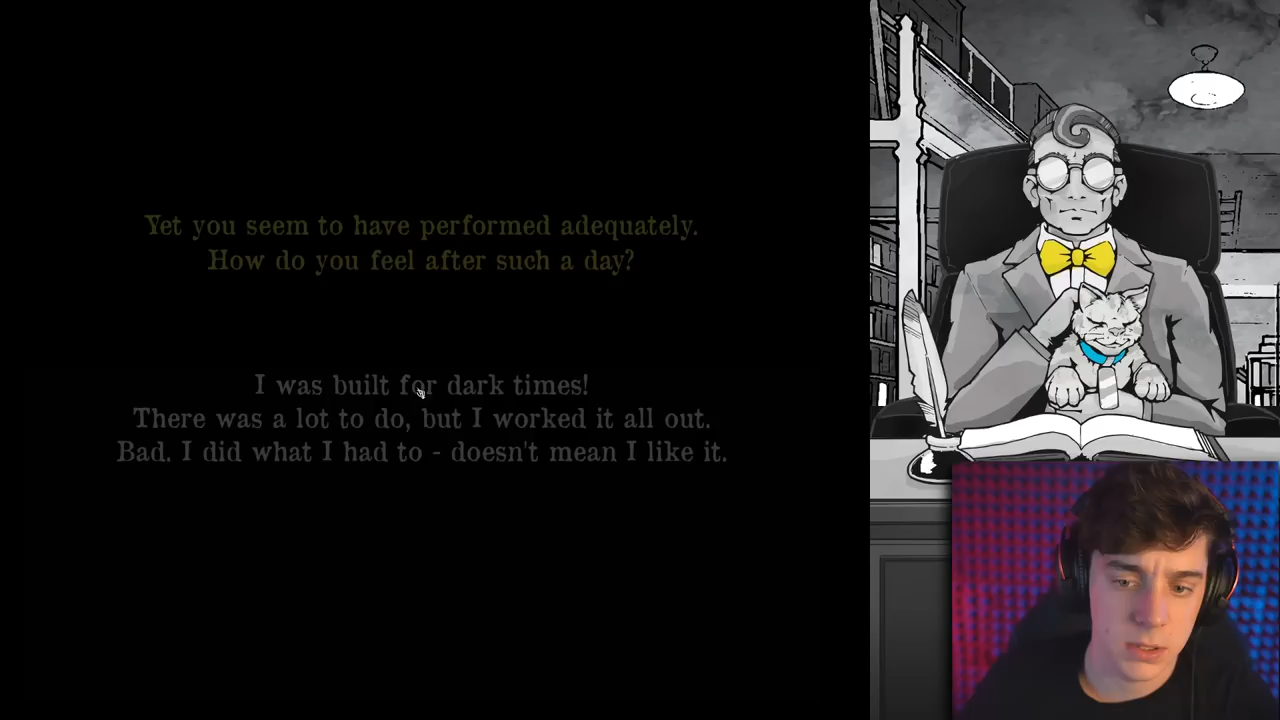 Yet you seem to have performed adequately.
How do you feel after such a day?
I was built for dark times!
There was a lot to do, but I worked it all out.
Bad. I did what I had to - doesn't mean I like it.